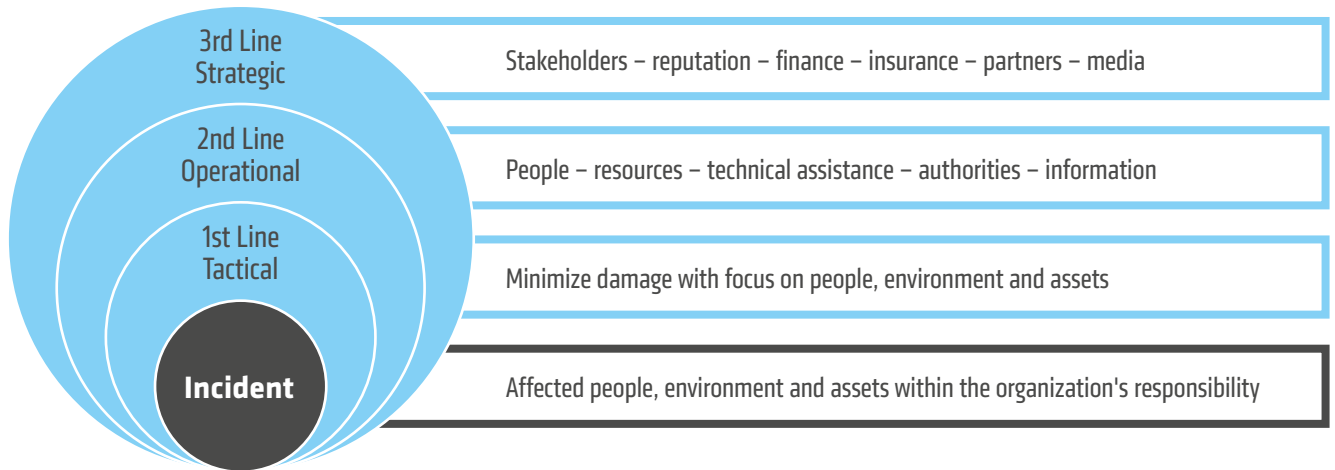 3rd Line
Strategic
Stakeholders – reputation – finance – insurance – partners – media
2nd Line
Operational
People – resources – technical assistance – authorities – information
1st Line
Tactical
Minimize damage with focus on people, environment and assets
Incident
Affected people, environment and assets within the organization's responsibility